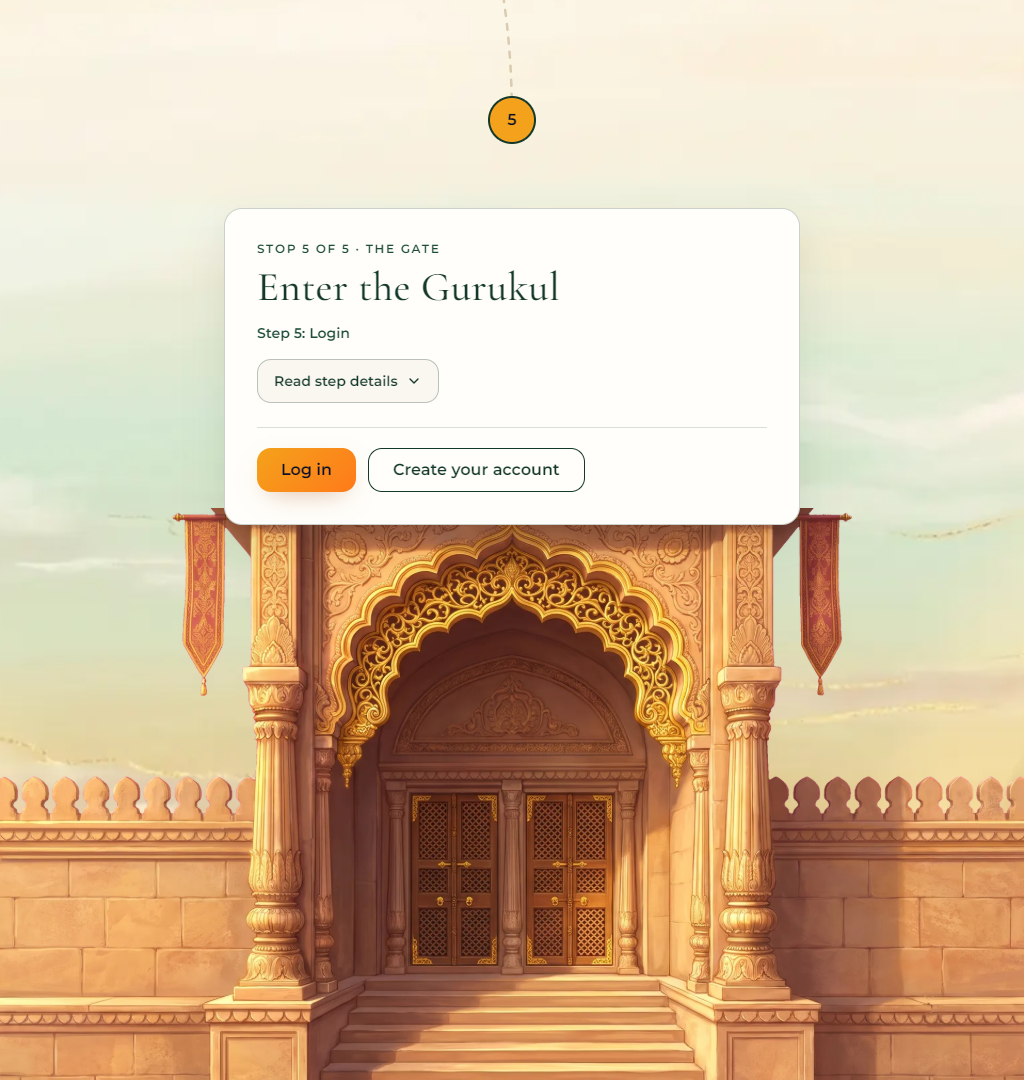 5
STOP 5 OF 5 · THE GATE
Enter the Gurukul
Step 5: Login
Read step details
Log in
Create your account